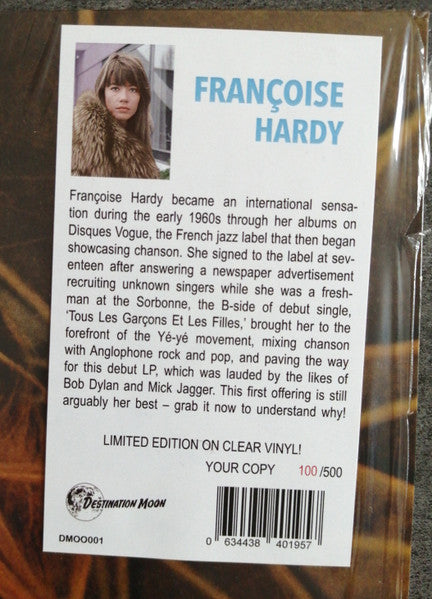 FRANÇOISE
HARDY
Françoise Hardy became an international sensa-
tion during the early 1960s through her albums on
Disques Vogue, the French jazz label that then began
showcasing chanson. She signed to the label at sev-
enteen after answering a newspaper advertisement
recruiting unknown singers while she was a fresh-
man at the Sorbonne, the B-side of debut single,
'Tous Les Garçons Et Les Filles,' brought her to the
forefront of the Yé-yé movement, mixing chanson
with Anglophone rock and pop, and paving the way
for this debut LP, which was lauded by the likes of
Bob Dylan and Mick Jagger. This first offering is still
arguably her best – grab it now to understand why!
LIMITED EDITION ON CLEAR VINYL!
YOUR COPY 100 /500
DESTINATION MOON
DMOO001
0 634438 401957